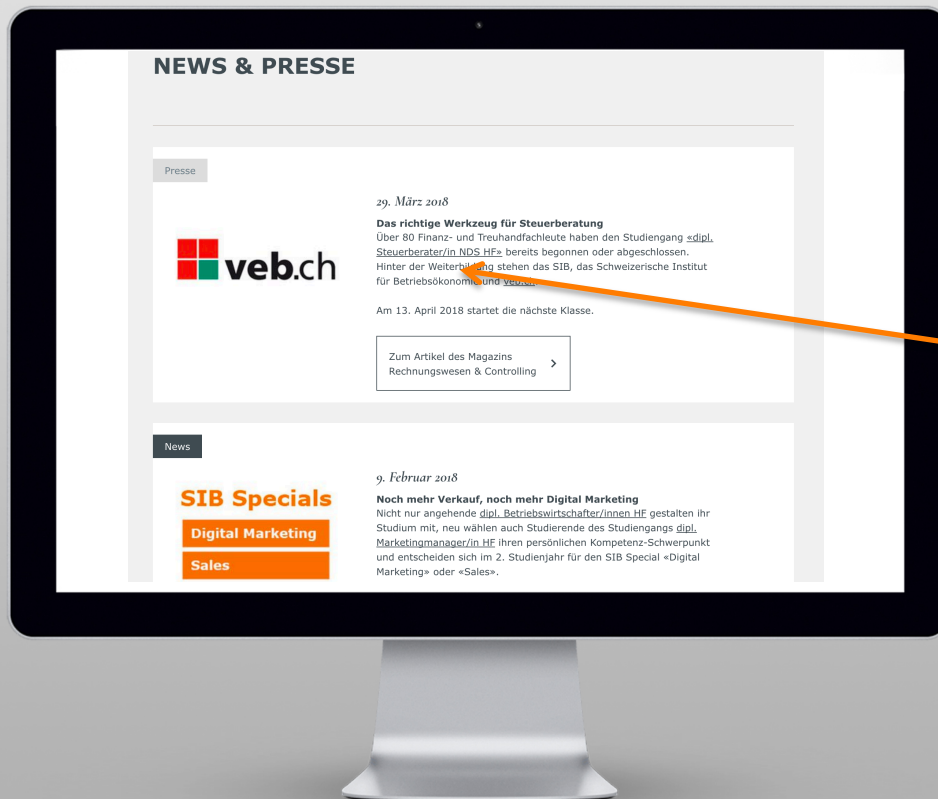 NEWS & PRESSE
Presse
29. März 2018
Das richtige Werkzeug für Steuerberatung
Über 80 Finanz- und Treuhandfachleute haben den Studiengang «dipl.
Steuerberater/in NDS HF» bereits begonnen oder abgeschlossen.
Hinter der Weiterbildung stehen das SIB, das Schweizerische Institut
für Betriebsökonomie und veb.ch.
Am 13. April 2018 startet die nächste Klasse.
veb.ch
Zum Artikel des Magazins
Rechnungswesen & Controlling
News
9. Februar 2018
Noch mehr Verkauf, noch mehr Digital Marketing
Nicht nur angehende dipl. Betriebswirtschafter/innen HF gestalten ihr
Studium mit, neu wählen auch Studierende des Studiengangs dipl.
Marketingmanager/in HF ihren persönlichen Kompetenz-Schwerpunkt
und entscheiden sich im 2. Studienjahr für den SIB Special «Digital
Marketing» oder «Sales».
SIB Specials
Digital Marketing
Sales